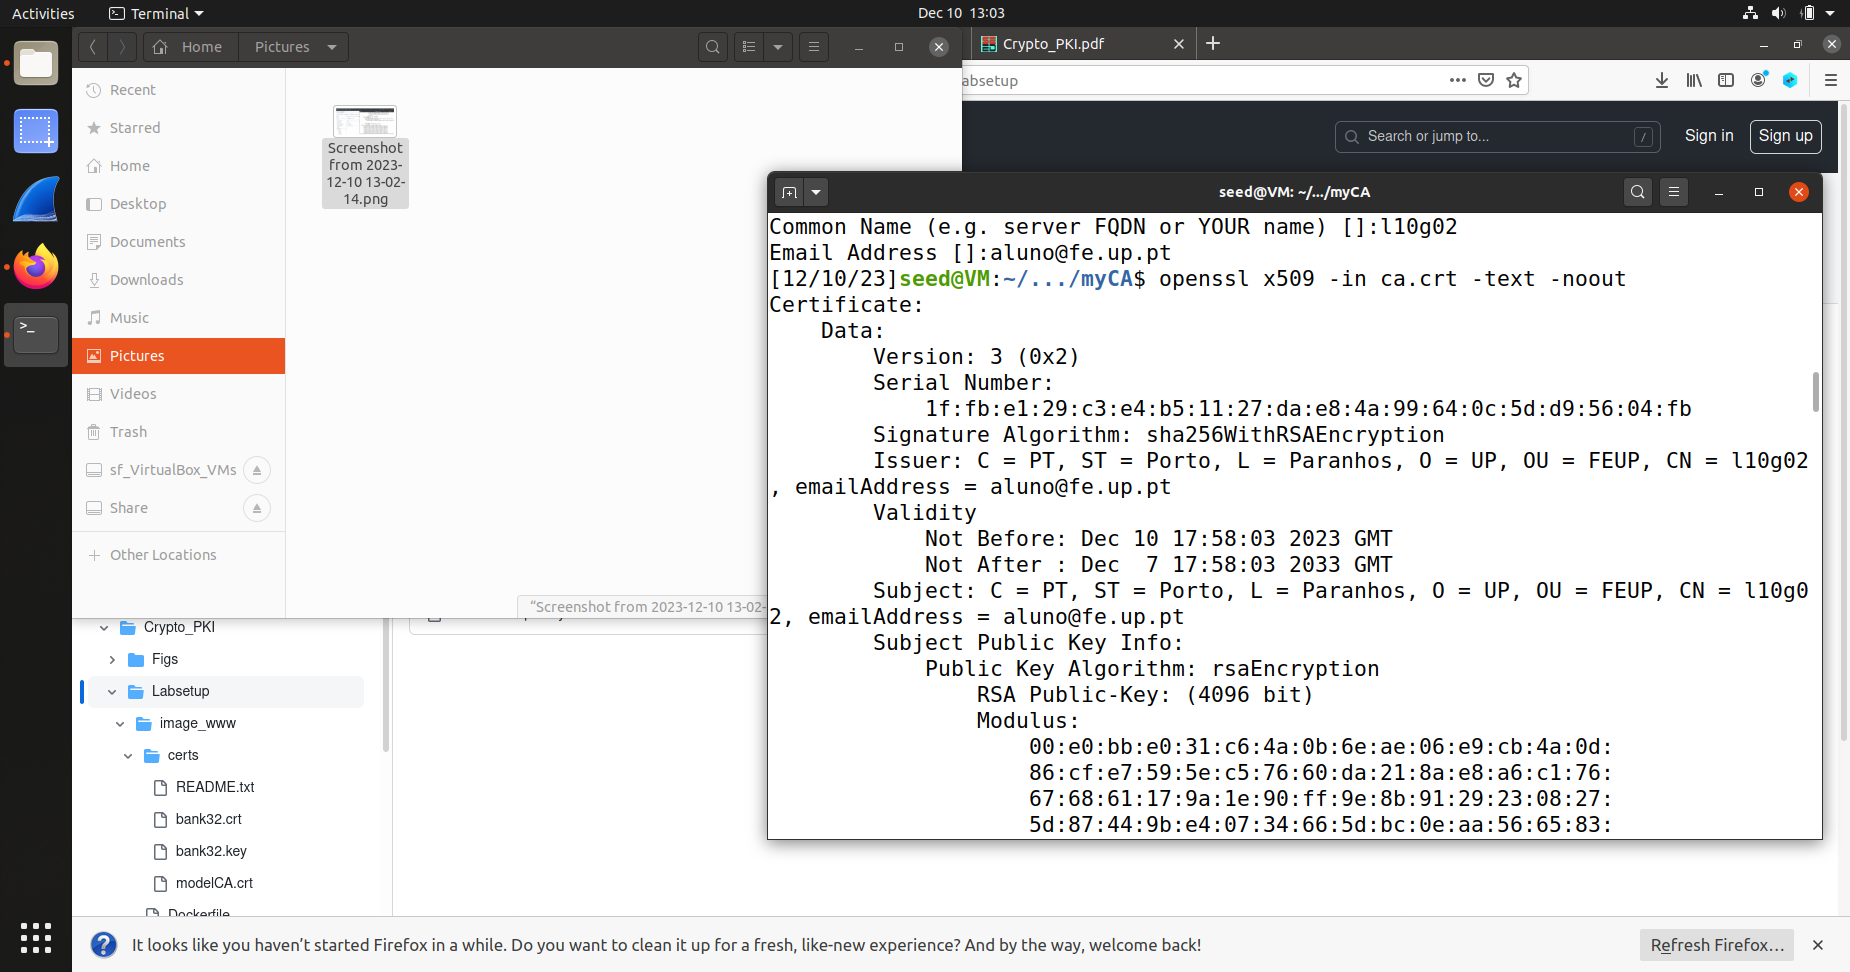 Activities
Terminal
Dec 10 13:03
Home
Pictures
Crypto_PKI.pdf
absetup
Search or jump to...
/
Sign in
Sign up
Recent
Starred
Home
Desktop
Documents
Downloads
Music
Pictures
Videos
Trash
sf_VirtualBox_VMs
Share
Other Locations
Screenshot
from 2023-
12-10 13-02-
14.png
“Screenshot from 2023-12-10 13-02-
seed@VM: ~/.../myCA
Common Name (e.g. server FQDN or YOUR name) []:l10g02
Email Address []:aluno@fe.up.pt
[12/10/23]seed@VM:~/.../myCA$ openssl x509 -in ca.crt -text -noout
Certificate:
Data:
Version: 3 (0x2)
Serial Number:
1f:fb:e1:29:c3:e4:b5:11:27:da:e8:4a:99:64:0c:5d:d9:56:04:fb
Signature Algorithm: sha256WithRSAEncryption
Issuer: C = PT, ST = Porto, L = Paranhos, O = UP, OU = FEUP, CN = l10g02
, emailAddress = aluno@fe.up.pt
Validity
Not Before: Dec 10 17:58:03 2023 GMT
Not After : Dec  7 17:58:03 2033 GMT
Subject: C = PT, ST = Porto, L = Paranhos, O = UP, OU = FEUP, CN = l10g0
2, emailAddress = aluno@fe.up.pt
Subject Public Key Info:
Public Key Algorithm: rsaEncryption
RSA Public-Key: (4096 bit)
Modulus:
00:e0:bb:e0:31:c6:4a:0b:6e:ae:06:e9:cb:4a:0d:
86:cf:e7:59:5e:c5:76:60:da:21:8a:e8:a6:c1:76:
67:68:61:17:9a:1e:90:ff:9e:8b:91:29:23:08:27:
5d:87:44:9b:e4:07:34:66:5d:bc:0e:aa:56:65:83:
Crypto_PKI
Figs
Labsetup
image_www
certs
README.txt
bank32.crt
bank32.key
modelCA.crt
Dockerfile
It looks like you haven’t started Firefox in a while. Do you want to clean it up for a fresh, like-new experience? And by the way, welcome back!
Refresh Firefox…